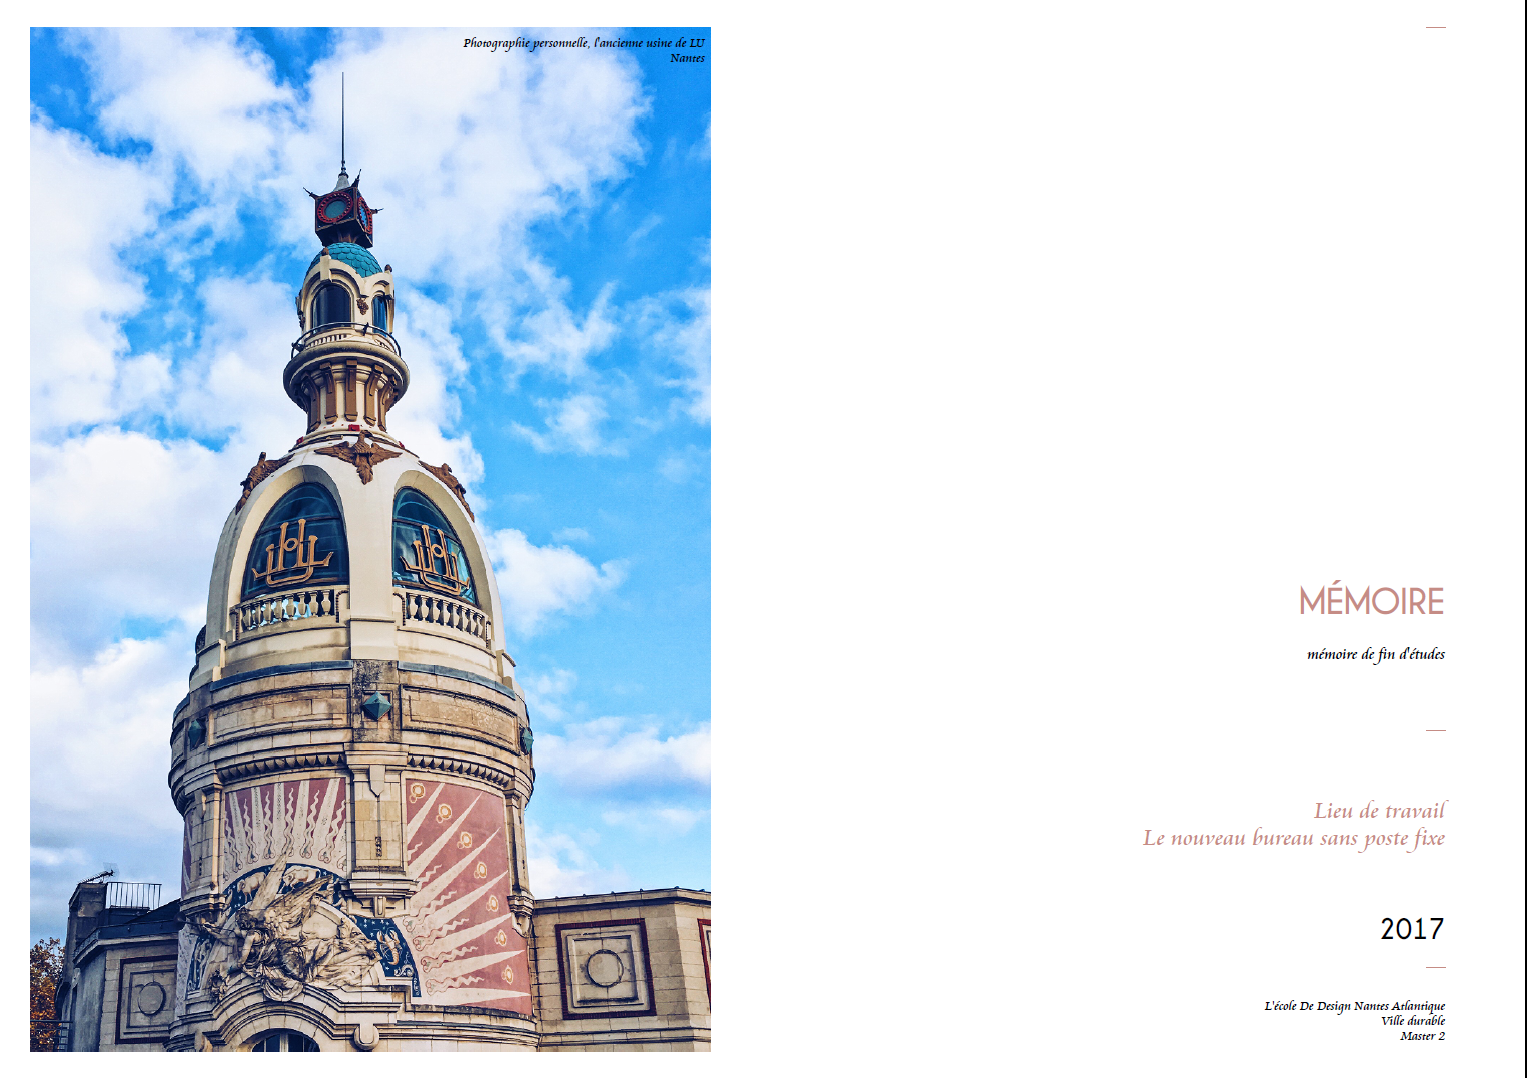 Photographie personnelle, l'ancienne usine de LU
Nantes
MÉMOIRE
mémoire de fin d'études
Lieu de travail
Le nouveau bureau sans poste fixe
2017
L'école De Design Nantes Atlantique
Ville durable
Master 2